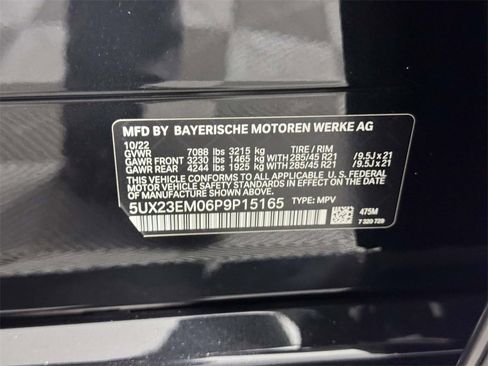 MFD BY BAYERISCHE MOTOREN WERKE AG
10/22
GVWR 7088 lbs 3215 kg TIRE / RIM
GAWR FRONT 3230 lbs 1465 kg WITH 285/45 R21 / 9.5J x 21
GAWR REAR 4244 lbs 1925 kg WITH 285/45 R21 / 9.5J x 21
THIS VEHICLE CONFORMS TO ALL APPLICABLE U.S. FEDERAL
MOTOR VEHICLE SAFETY STANDARDS IN EFFECT ON THE
DATE OF MANUFACTURE SHOWN ABOVE.
5UX23EM06P9P15165 TYPE: MPV 475M
7 320 729